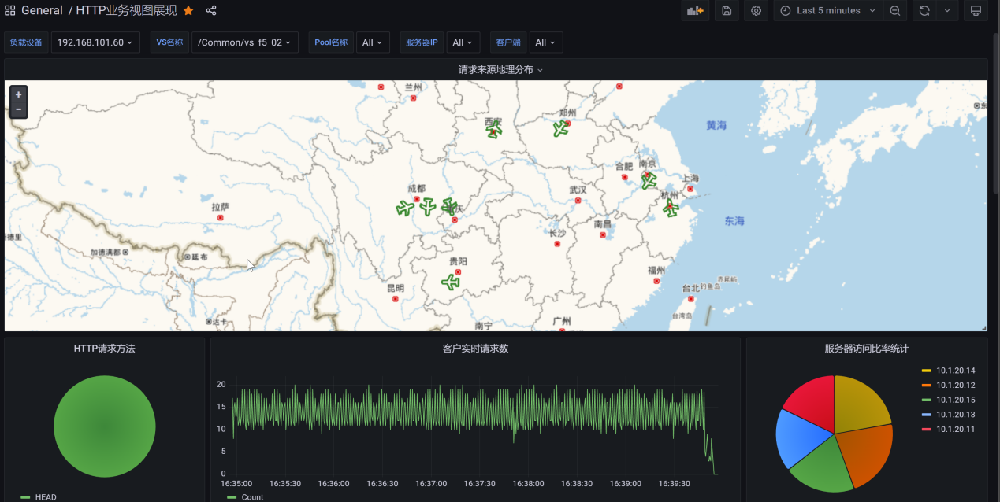 General / HTTP业务视图展现
Last 5 minutes
负载设备 192.168.101.60 VS名称 /Common/vs_f5_02 Pool名称 All 服务器IP All 客户端 All
请求来源地理分布
+
−
兰州
西安
郑州
黄海
合肥 南京
上海
成都
武汉
杭州
拉萨
东海
南昌
长沙
德里
加德满都
廷布
贵阳
福州
赤尾屿
昆明
台北
钓鱼岛
台湾岛
达卡
南宁
广州
HTTP请求方法
HEAD
客户实时请求数
20
15
10
5
0
16:35:00 16:35:30 16:36:00 16:36:30 16:37:00 16:37:30 16:38:00 16:38:30 16:39:00 16:39:30
Count
服务器访问比率统计
10.1.20.14
10.1.20.12
10.1.20.15
10.1.20.13
10.1.20.11